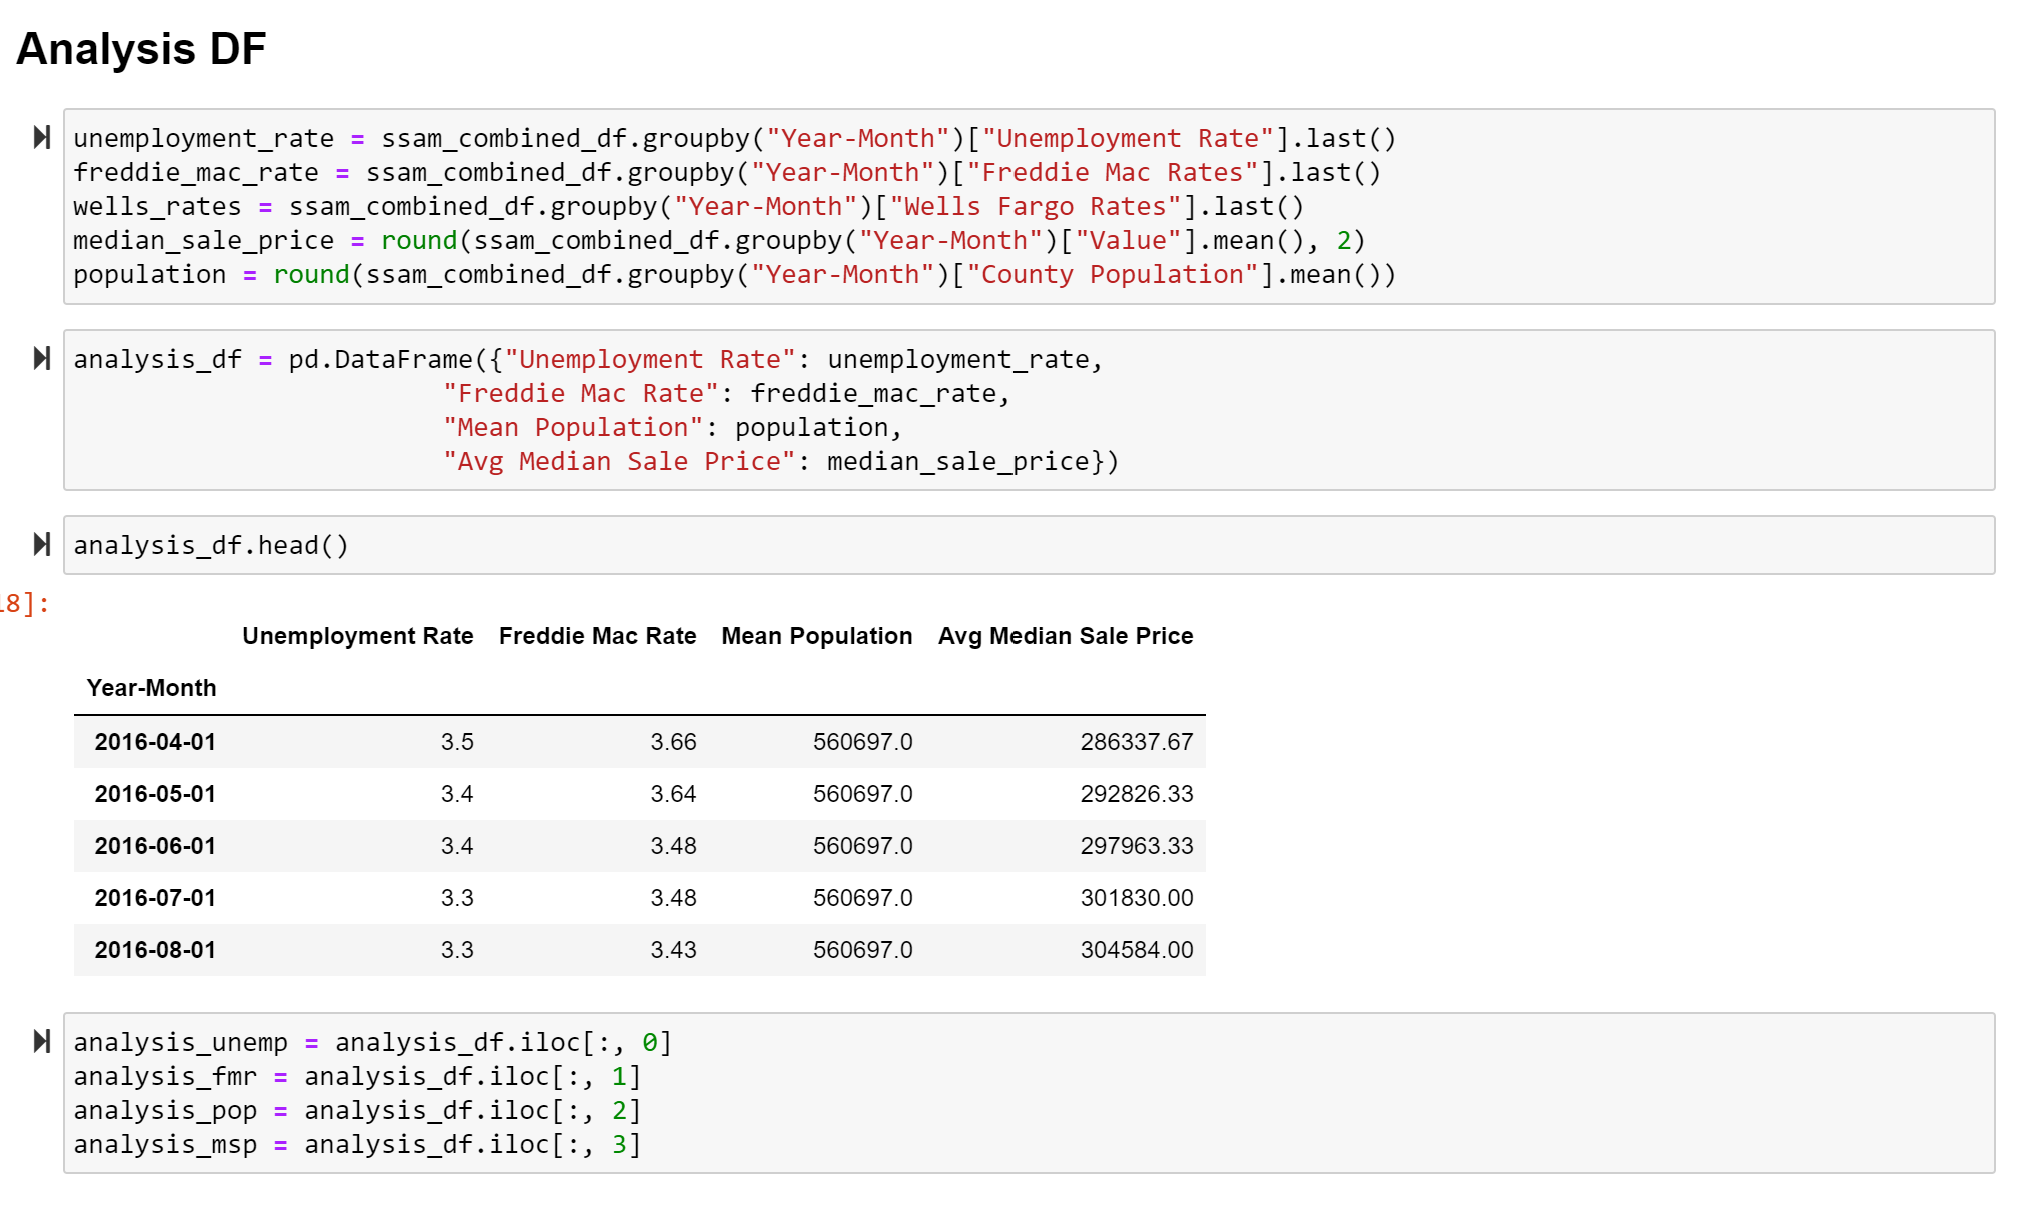 Analysis DF
unemployment_rate = ssam_combined_df.groupby("Year-Month")["Unemployment Rate"].last()
freddie_mac_rate = ssam_combined_df.groupby("Year-Month")["Freddie Mac Rates"].last()
wells_rates = ssam_combined_df.groupby("Year-Month")["Wells Fargo Rates"].last()
median_sale_price = round(ssam_combined_df.groupby("Year-Month")["Value"].mean(), 2)
population = round(ssam_combined_df.groupby("Year-Month")["County Population"].mean())
analysis_df = pd.DataFrame({"Unemployment Rate": unemployment_rate,
"Freddie Mac Rate": freddie_mac_rate,
"Mean Population": population,
"Avg Median Sale Price": median_sale_price})
analysis_df.head()
18]:
Unemployment Rate Freddie Mac Rate Mean Population Avg Median Sale Price
Year-Month
2016-04-01 3.5 3.66 560697.0 286337.67
2016-05-01 3.4 3.64 560697.0 292826.33
2016-06-01 3.4 3.48 560697.0 297963.33
2016-07-01 3.3 3.48 560697.0 301830.00
2016-08-01 3.3 3.43 560697.0 304584.00
analysis_unemp = analysis_df.iloc[:, 0]
analysis_fmr = analysis_df.iloc[:, 1]
analysis_pop = analysis_df.iloc[:, 2]
analysis_msp = analysis_df.iloc[:, 3]